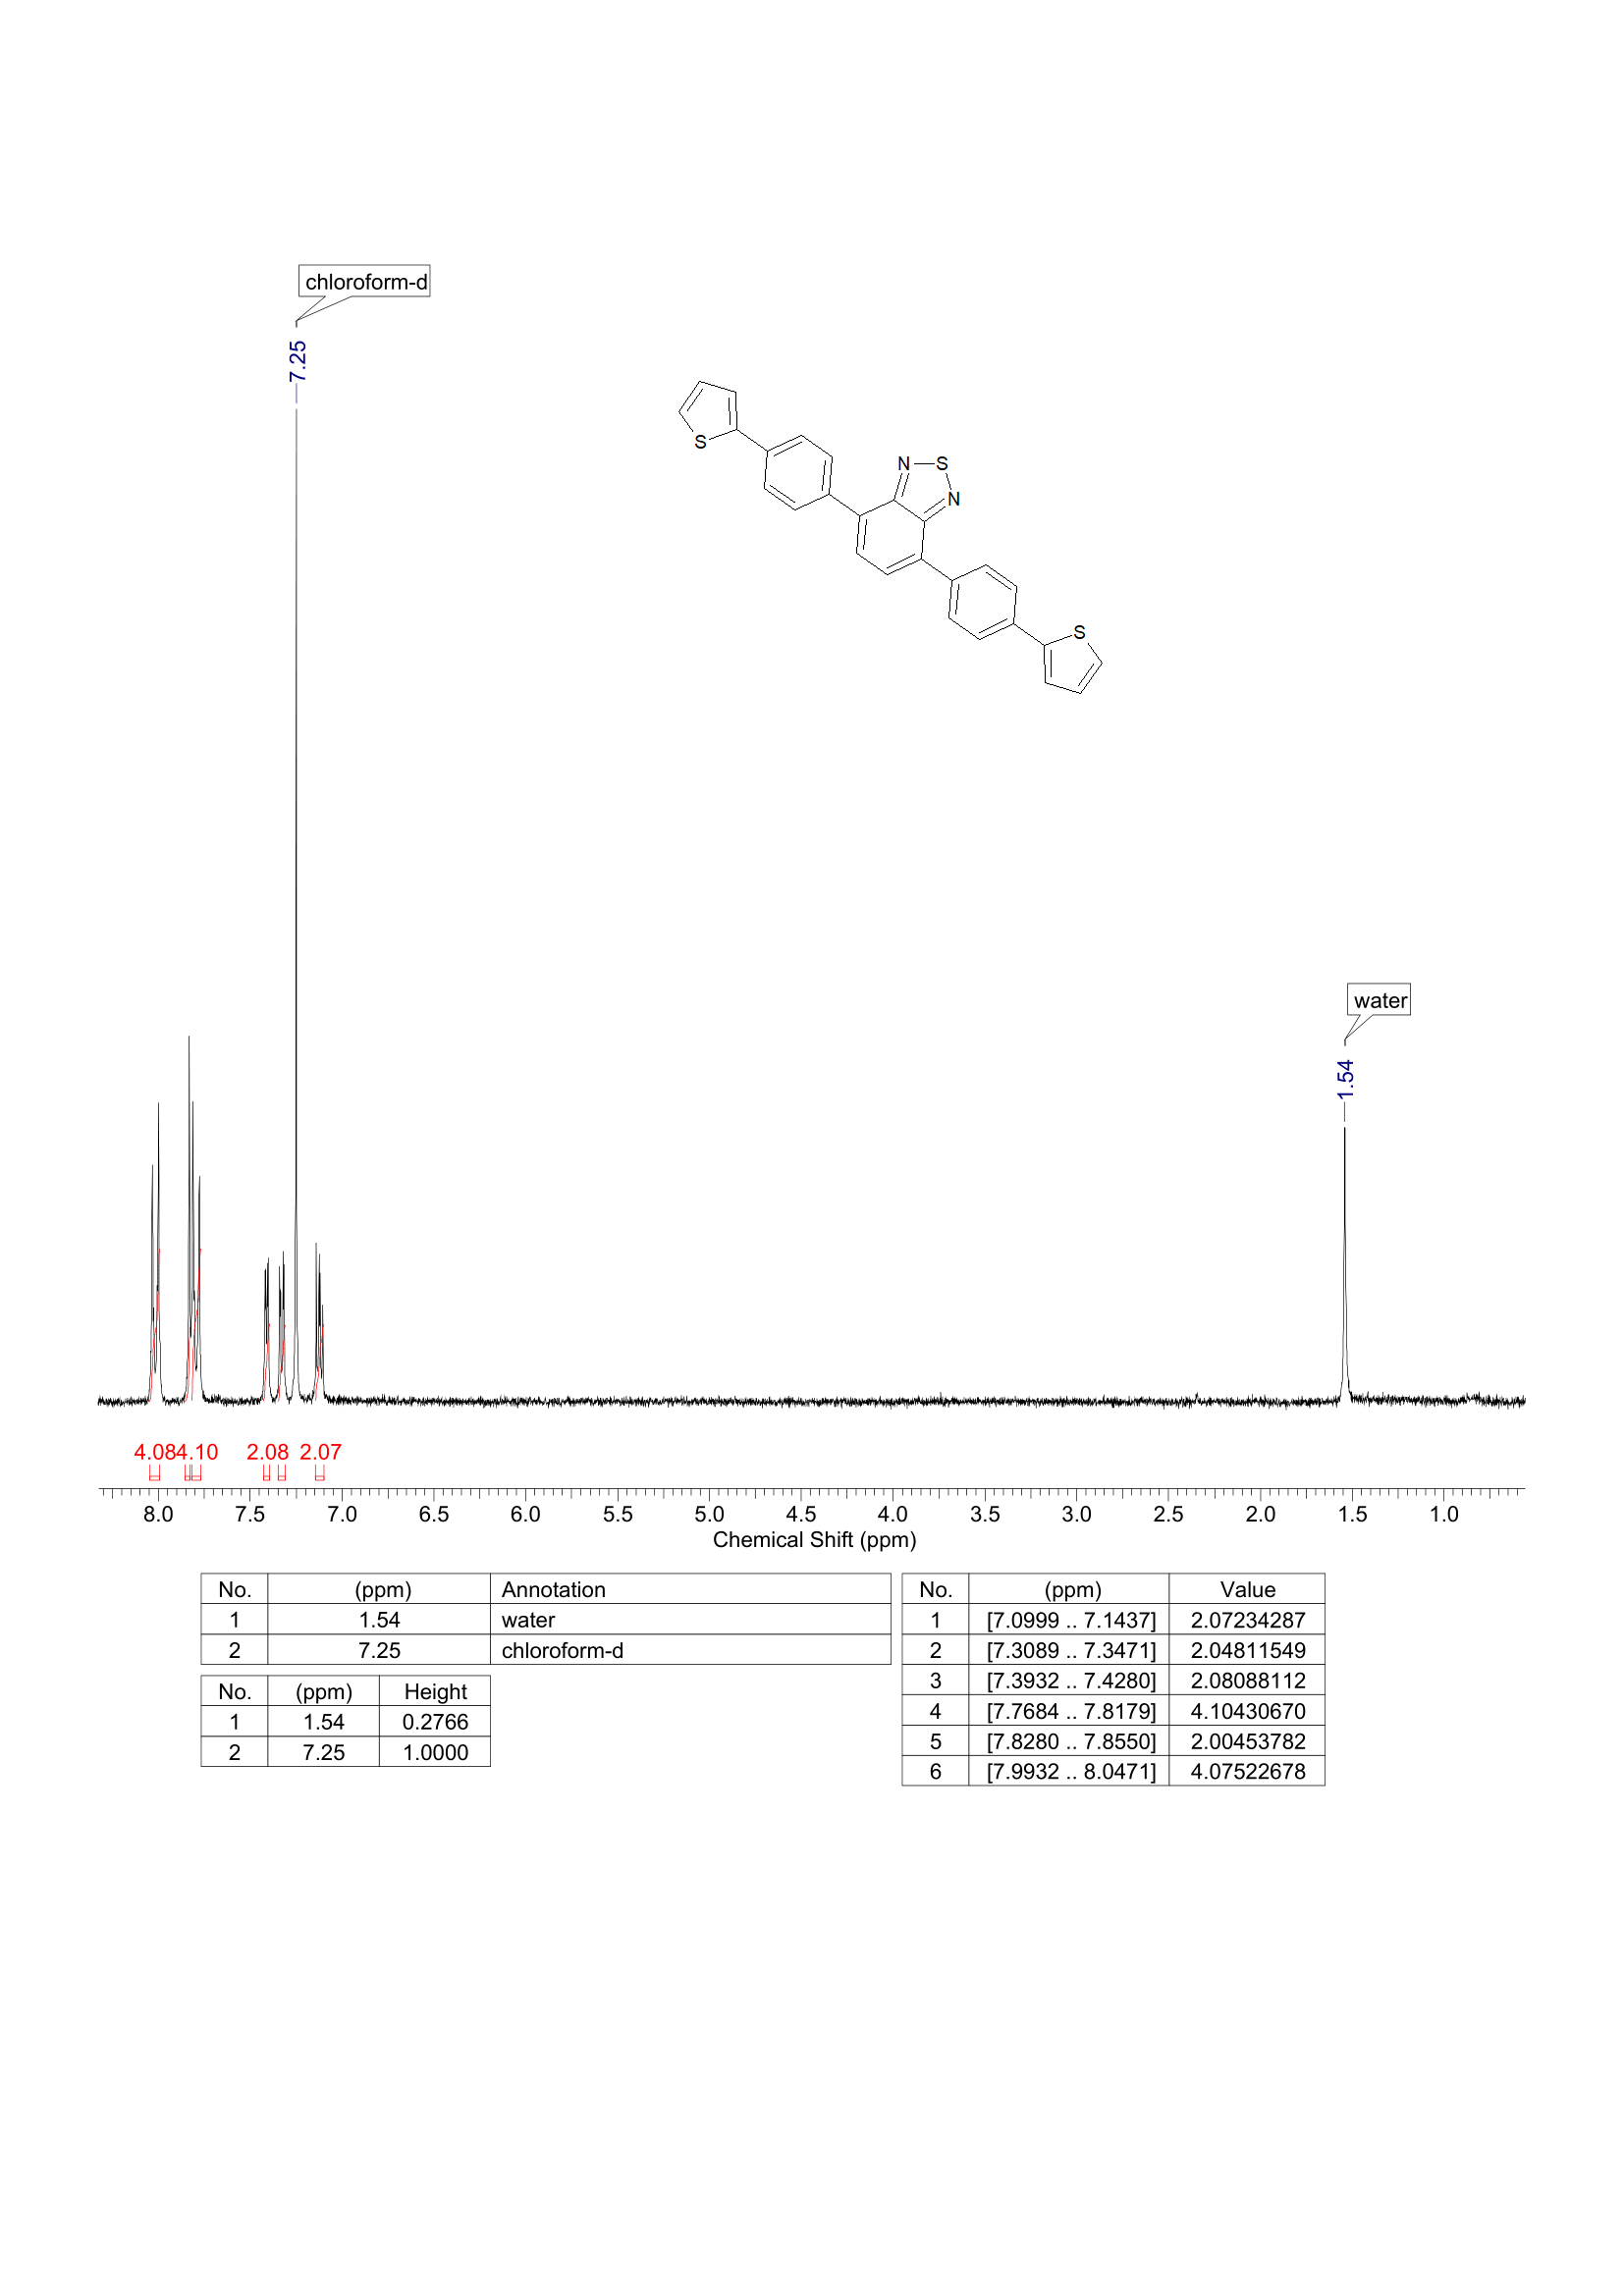 chloroform-d
7.25
S
N S
N
S
water
1.54
4.084.10 2.08 2.07
8.0 7.5 7.0 6.5 6.0 5.5 5.0 4.5 4.0 3.5 3.0 2.5 2.0 1.5 1.0
Chemical Shift (ppm)
No. (ppm) Annotation
1 1.54 water
2 7.25 chloroform-d
No. (ppm) Height
1 1.54 0.2766
2 7.25 1.0000
No. (ppm) Value
1 [7.0999 .. 7.1437] 2.07234287
2 [7.3089 .. 7.3471] 2.04811549
3 [7.3932 .. 7.4280] 2.08088112
4 [7.7684 .. 7.8179] 4.10430670
5 [7.8280 .. 7.8550] 2.00453782
6 [7.9932 .. 8.0471] 4.07522678